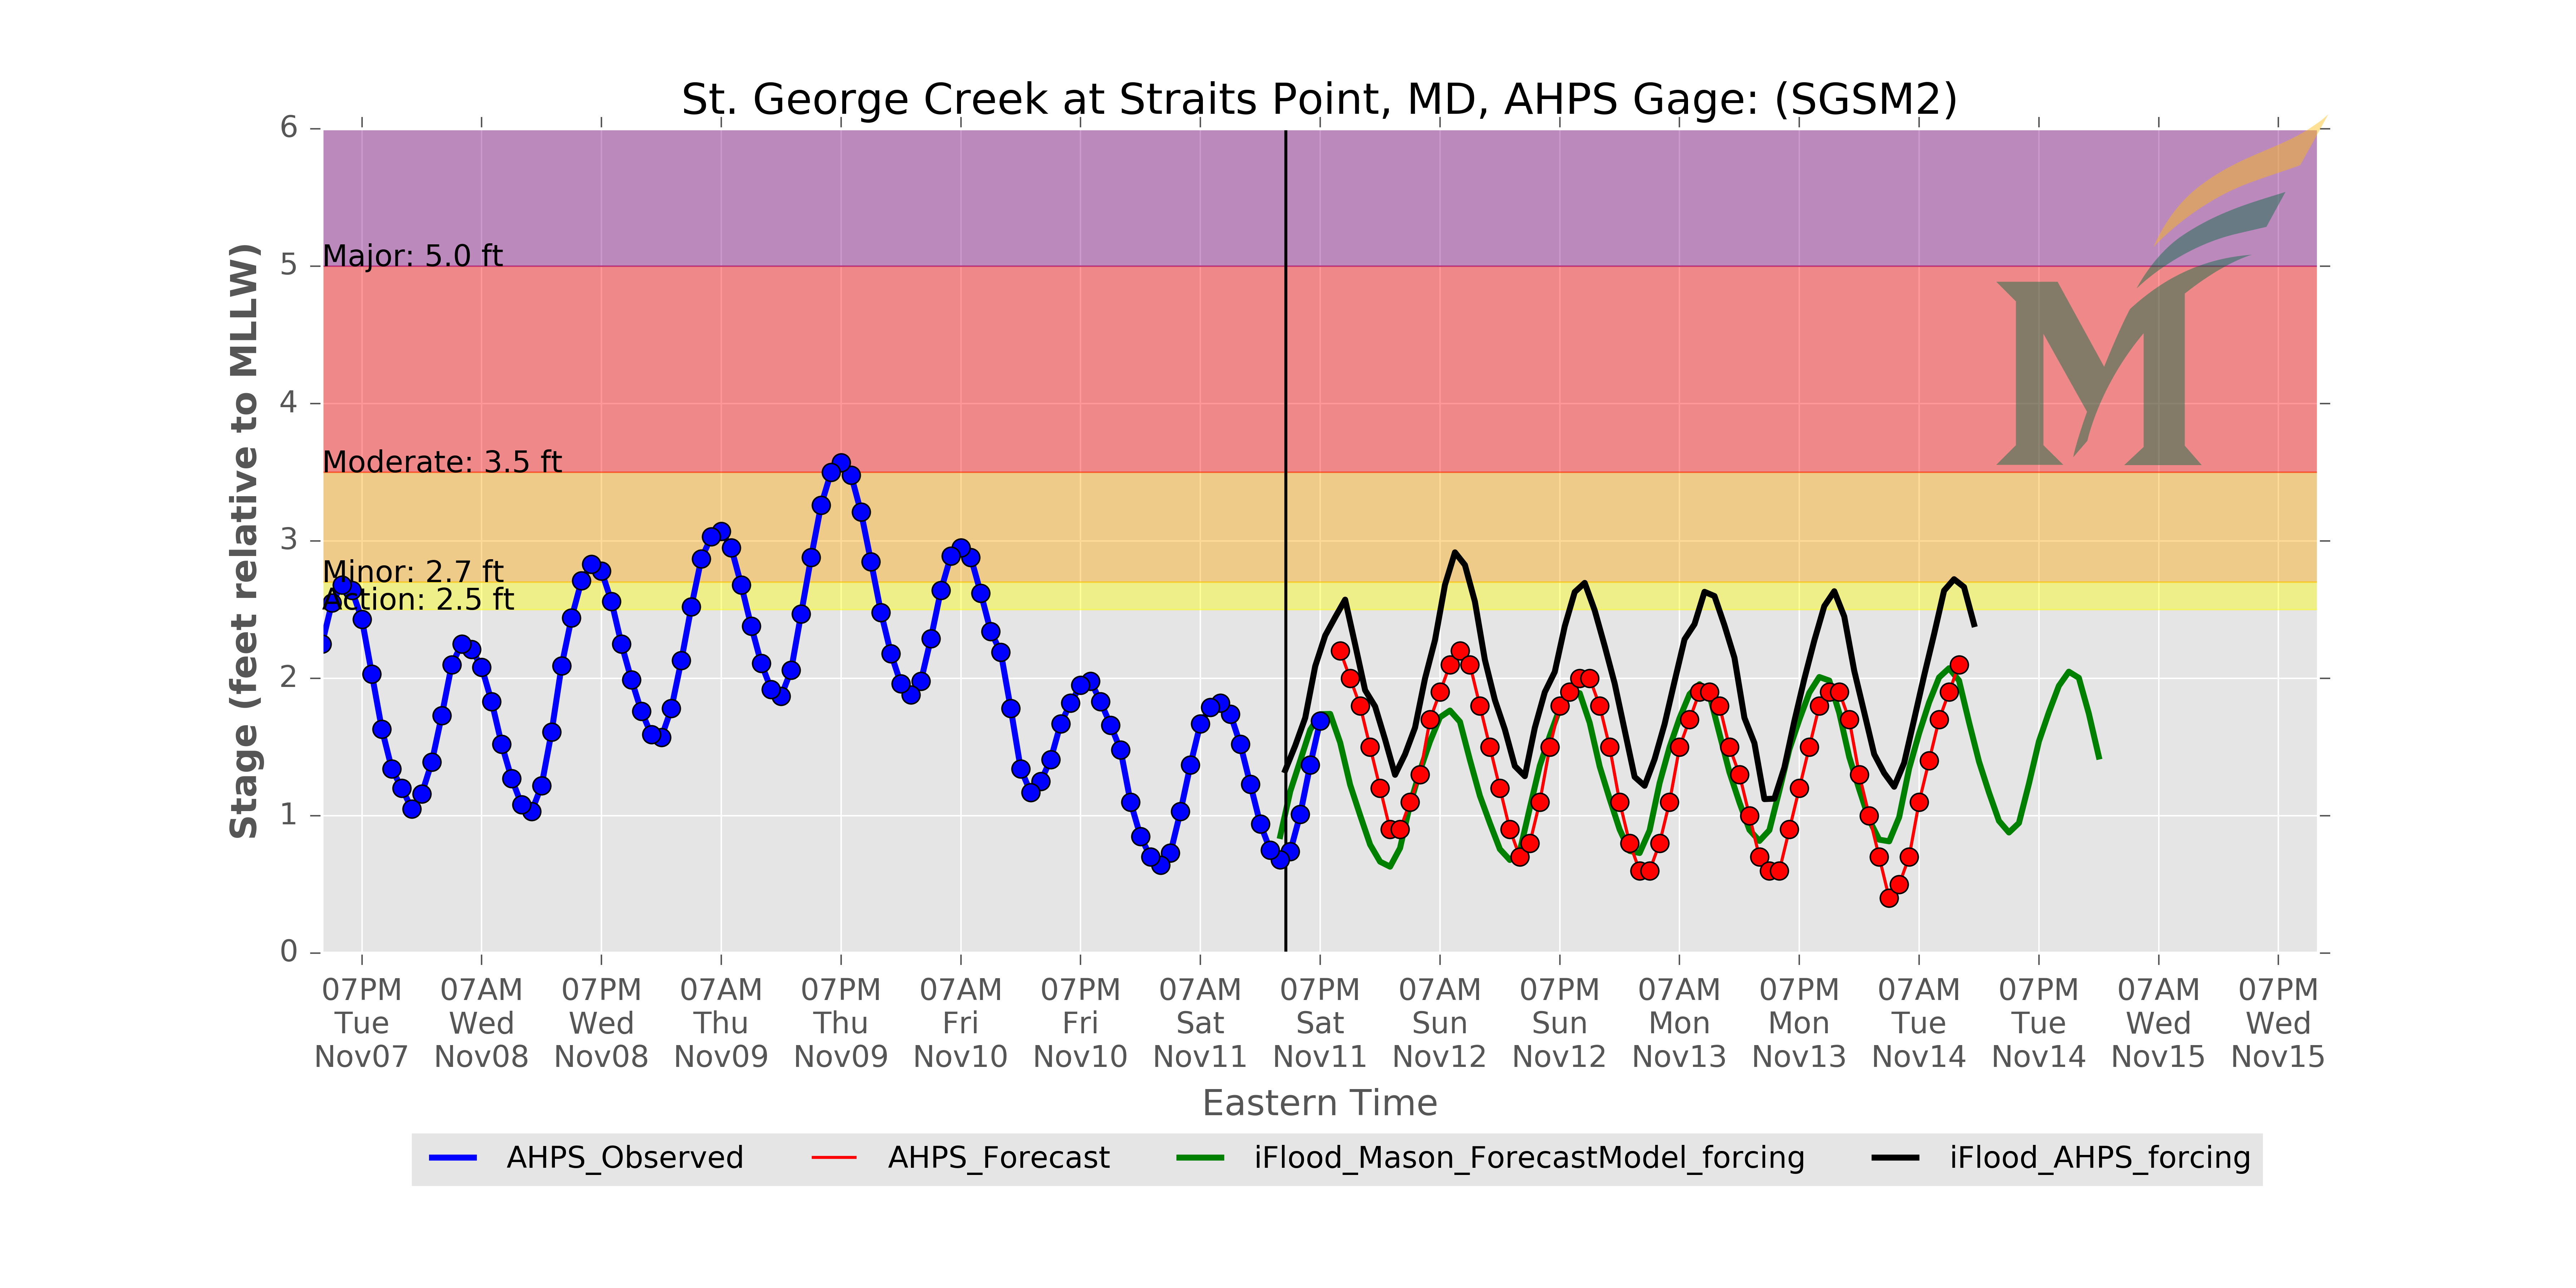 St. George Creek at Straits Point, MD, AHPS Gage: (SGSM2)
Stage (feet relative to MLLW)
6
5
4
3
2
1
0
Major: 5.0 ft
Moderate: 3.5 ft
Minor: 2.7 ft
Action: 2.5 ft
M
07PM 07AM 07PM 07AM 07PM 07AM 07PM 07AM 07PM 07AM 07PM 07AM 07PM 07AM 07PM 07AM 07PM
Tue Wed Wed Thu Thu Fri Fri Sat Sat Sun Sun Mon Mon Tue Tue Wed Wed
Nov07 Nov08 Nov08 Nov09 Nov09 Nov10 Nov10 Nov11 Nov11 Nov12 Nov12 Nov13 Nov13 Nov14 Nov14 Nov15 Nov15
Eastern Time
AHPS_Observed AHPS_Forecast iFlood_Mason_ForecastModel_forcing iFlood_AHPS_forcing